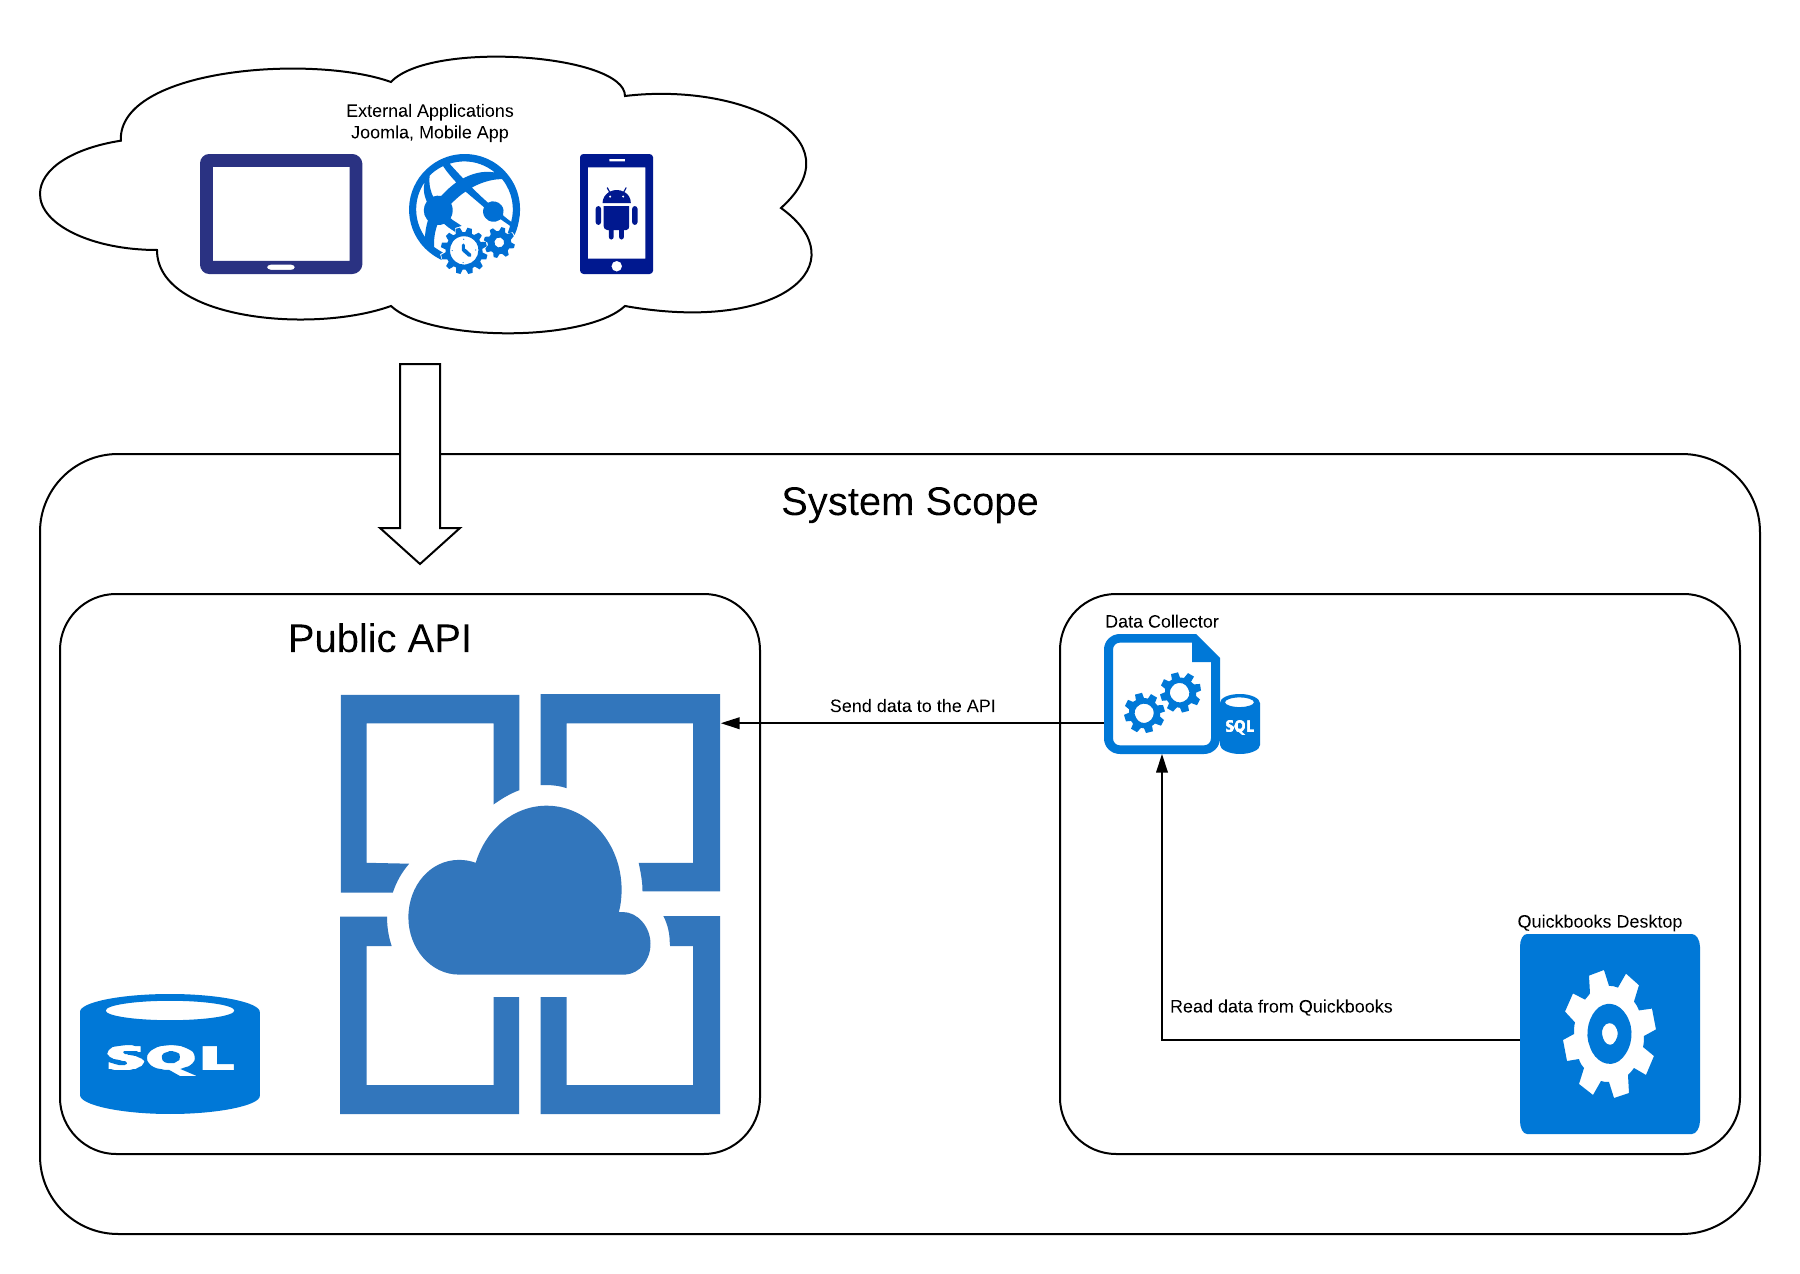 External Applications
Joomla, Mobile App
System Scope
Public API
Data Collector
Send data to the API
SQL
Quickbooks Desktop
Read data from Quickbooks
SQL